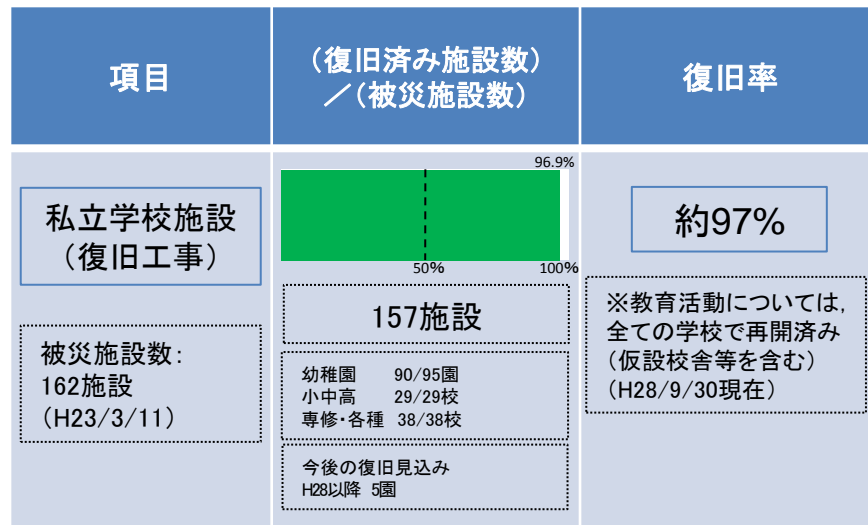 項目
(復旧済み施設数)
／(被災施設数)
復旧率
私立学校施設
(復旧工事)
被災施設数：
162施設
(H23/3/11)
96.9%
50%
100%
157施設
幼稚園 90/95園
小中高 29/29校
専修・各種 38/38校
今後の復旧見込み
H28以降 5園
約97%
※教育活動については，
全ての学校で再開済み
(仮設校舎等を含む)
(H28/9/30現在)